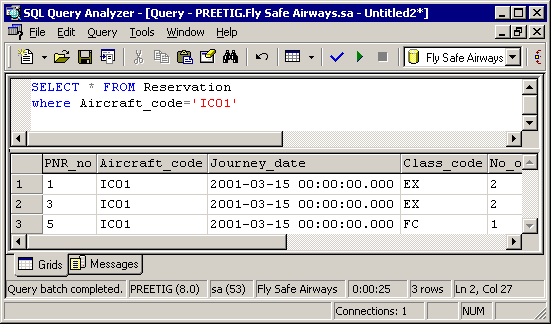 SQL Query Analyzer - [Query - PREETIG.Fly Safe Airways.sa - Untitled2*]
File Edit Query Tools Window Help
Fly Safe Airways
SELECT * FROM Reservation
where Aircraft_code='IC01'
PNR_no Aircraft_code Journey_date Class_code No_o
1 1 IC01 2001-03-15 00:00:00.000 EX 2
2 3 IC01 2001-03-15 00:00:00.000 EX 2
3 5 IC01 2001-03-15 00:00:00.000 FC 1
Grids Messages
Query batch completed. PREETIG (8.0) sa (53) Fly Safe Airways 0:00:25 3 rows Ln 2, Col 27
Connections: 1 NUM